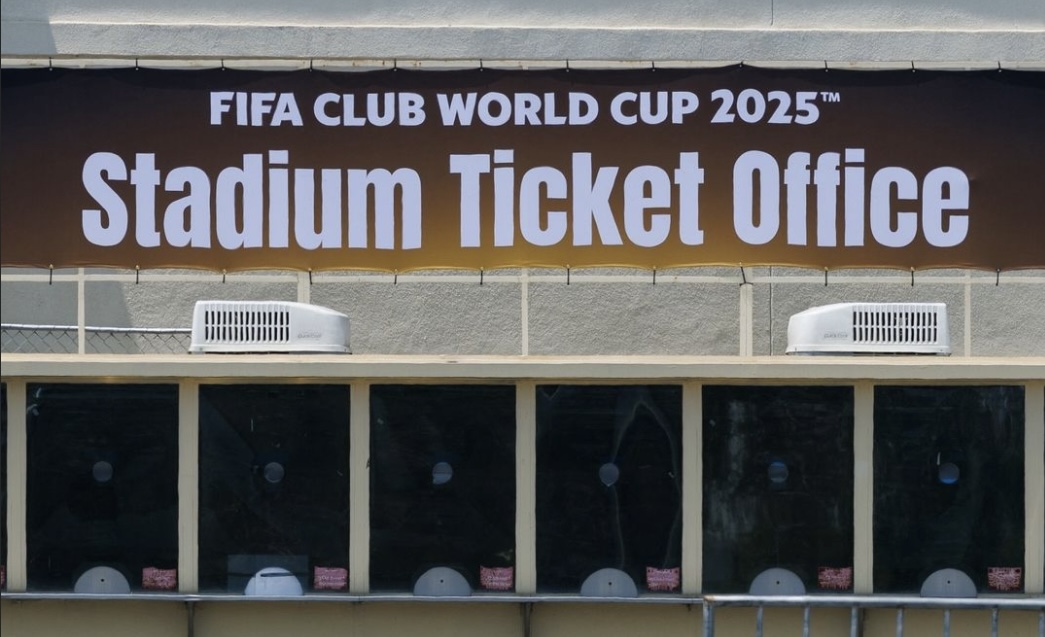 FIFA CLUB WORLD CUP 2025™
Stadium Ticket Office